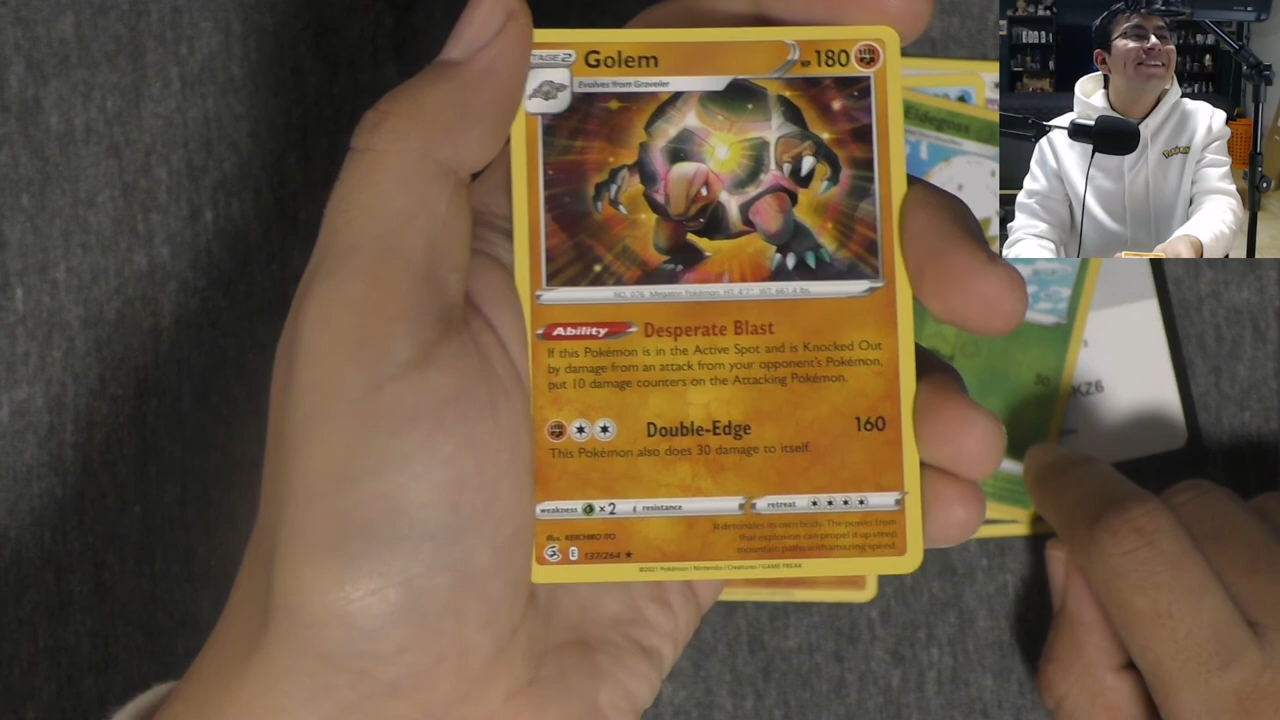 STAGE2
Golem
HP 180
Evolves from Graveler
NO. 076 Megaton Pokémon HT: 4'7" WT: 661.4 lbs.
Ability Desperate Blast
If this Pokémon is in the Active Spot and is Knocked Out
by damage from an attack from your opponent's Pokémon,
put 10 damage counters on the Attacking Pokémon.
Double-Edge 160
This Pokémon also does 30 damage to itself.
weakness ×2 resistance retreat
It detonates its own body. The power from
that explosion can propel it up steep
mountain paths with amazing speed.
Illus. KEIICHIRO ITO
E 137/264 ★
©2021 Pokémon / Nintendo / Creatures / GAME FREAK
Eldegoss
30
KZ6
Pokémon